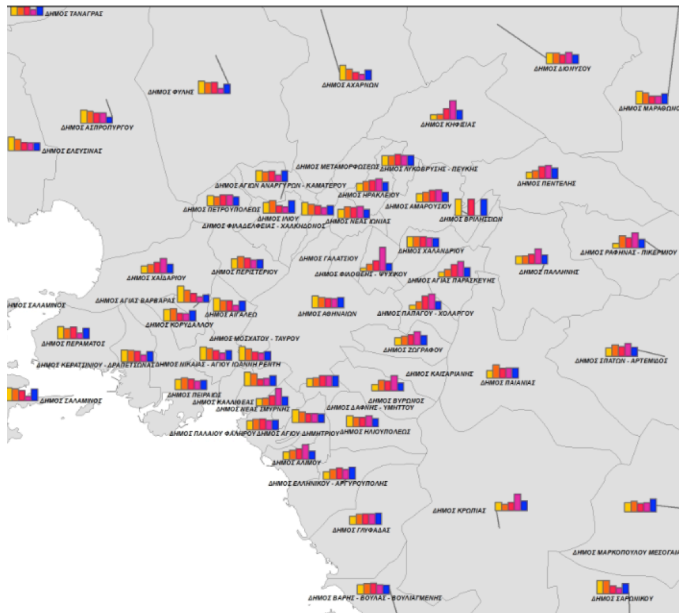 ΔΗΜΟΣ ΤΑΝΑΓΡΑΣ
ΔΗΜΟΣ ΔΙΟΝΥΣΟΥ
ΔΗΜΟΣ ΑΧΑΡΝΩΝ
ΔΗΜΟΣ ΦΥΛΗΣ
ΔΗΜΟΣ ΜΑΡΑΘΩΝΟ
ΔΗΜΟΣ ΚΗΦΙΣΙΑΣ
ΔΗΜΟΣ ΑΣΠΡΟΠΥΡΓΟΥ
ΔΗΜΟΣ ΕΛΕΥΣΙΝΑΣ
ΔΗΜΟΣ ΜΕΤΑΜΟΡΦΩΣΕΩΣ
ΔΗΜΟΣ ΛΥΚΟΒΡΥΣΗΣ - ΠΕΥΚΗΣ
ΔΗΜΟΣ ΑΓΙΩΝ ΑΝΑΡΓΥΡΩΝ - ΚΑΜΑΤΕΡΟΥ
ΔΗΜΟΣ ΠΕΝΤΕΛΗΣ
ΔΗΜΟΣ ΗΡΑΚΛΕΙΟΥ
ΔΗΜΟΣ ΑΜΑΡΟΥΣΙΟΥ
ΔΗΜΟΣ ΠΕΤΡΟΥΠΟΛΕΩΣ
ΔΗΜΟΣ ΙΛΙΟΥ
ΔΗΜΟΣ ΝΕΑΣ ΙΩΝΙΑΣ
ΔΗΜΟΣ ΒΡΙΛΗΣΣΙΩΝ
ΔΗΜΟΣ ΦΙΛΑΔΕΛΦΕΙΑΣ - ΧΑΛΚΗΔΟΝΟΣ
ΔΗΜΟΣ ΧΑΛΑΝΔΡΙΟΥ
ΔΗΜΟΣ ΡΑΦΗΝΑΣ - ΠΙΚΕΡΜΙΟΥ
ΔΗΜΟΣ ΓΑΛΑΤΣΙΟΥ
ΔΗΜΟΣ ΠΑΛΛΗΝΗΣ
ΔΗΜΟΣ ΧΑΙΔΑΡΙΟΥ
ΔΗΜΟΣ ΠΕΡΙΣΤΕΡΙΟΥ
ΔΗΜΟΣ ΦΙΛΟΘΕΗΣ - ΨΥΧΙΚΟΥ
ΔΗΜΟΣ ΑΓΙΑΣ ΠΑΡΑΣΚΕΥΗΣ
ΔΗΜΟΣ ΑΓΙΑΣ ΒΑΡΒΑΡΑΣ
ΔΗΜΟΣ ΣΑΛΑΜΙΝΟΣ
ΔΗΜΟΣ ΑΙΓΑΛΕΩ
ΔΗΜΟΣ ΑΘΗΝΑΙΩΝ
ΔΗΜΟΣ ΠΑΠΑΓΟΥ - ΧΟΛΑΡΓΟΥ
ΔΗΜΟΣ ΚΟΡΥΔΑΛΛΟΥ
ΔΗΜΟΣ ΜΟΣΧΑΤΟΥ - ΤΑΥΡΟΥ
ΔΗΜΟΣ ΠΕΡΑΜΑΤΟΣ
ΔΗΜΟΣ ΖΩΓΡΑΦΟΥ
ΔΗΜΟΣ ΣΠΑΤΩΝ - ΑΡΤΕΜΙΔΟΣ
ΔΗΜΟΣ ΚΕΡΑΤΣΙΝΙΟΥ - ΔΡΑΠΕΤΣΩΝΑΣ
ΔΗΜΟΣ ΝΙΚΑΙΑΣ - ΑΓΙΟΥ ΙΩΑΝΝΗ ΡΕΝΤΗ
ΔΗΜΟΣ ΚΑΙΣΑΡΙΑΝΗΣ
ΔΗΜΟΣ ΠΑΙΑΝΙΑΣ
ΔΗΜΟΣ ΠΕΙΡΑΙΩΣ
ΔΗΜΟΣ ΣΑΛΑΜΙΝΟΣ
ΔΗΜΟΣ ΚΑΛΛΙΘΕΑΣ
ΔΗΜΟΣ ΒΥΡΩΝΟΣ
ΔΗΜΟΣ ΝΕΑΣ ΣΜΥΡΝΗΣ
ΔΗΜΟΣ ΔΑΦΝΗΣ - ΥΜΗΤΤΟΥ
ΔΗΜΟΣ ΗΛΙΟΥΠΟΛΕΩΣ
ΔΗΜΟΣ ΠΑΛΑΙΟΥ ΦΑΛΗΡΟΥ
ΔΗΜΟΣ ΑΓΙΟΥ ΔΗΜΗΤΡΙΟΥ
ΔΗΜΟΣ ΑΛΙΜΟΥ
ΔΗΜΟΣ ΕΛΛΗΝΙΚΟΥ - ΑΡΓΥΡΟΥΠΟΛΗΣ
ΔΗΜΟΣ ΚΡΩΠΙΑΣ
ΔΗΜΟΣ ΓΛΥΦΑΔΑΣ
ΔΗΜΟΣ ΜΑΡΚΟΠΟΥΛΟΥ ΜΕΣΟΓΑΙ
ΔΗΜΟΣ ΒΑΡΗΣ - ΒΟΥΛΑΣ - ΒΟΥΛΙΑΓΜΕΝΗΣ
ΔΗΜΟΣ ΣΑΡΩΝΙΚΟΥ